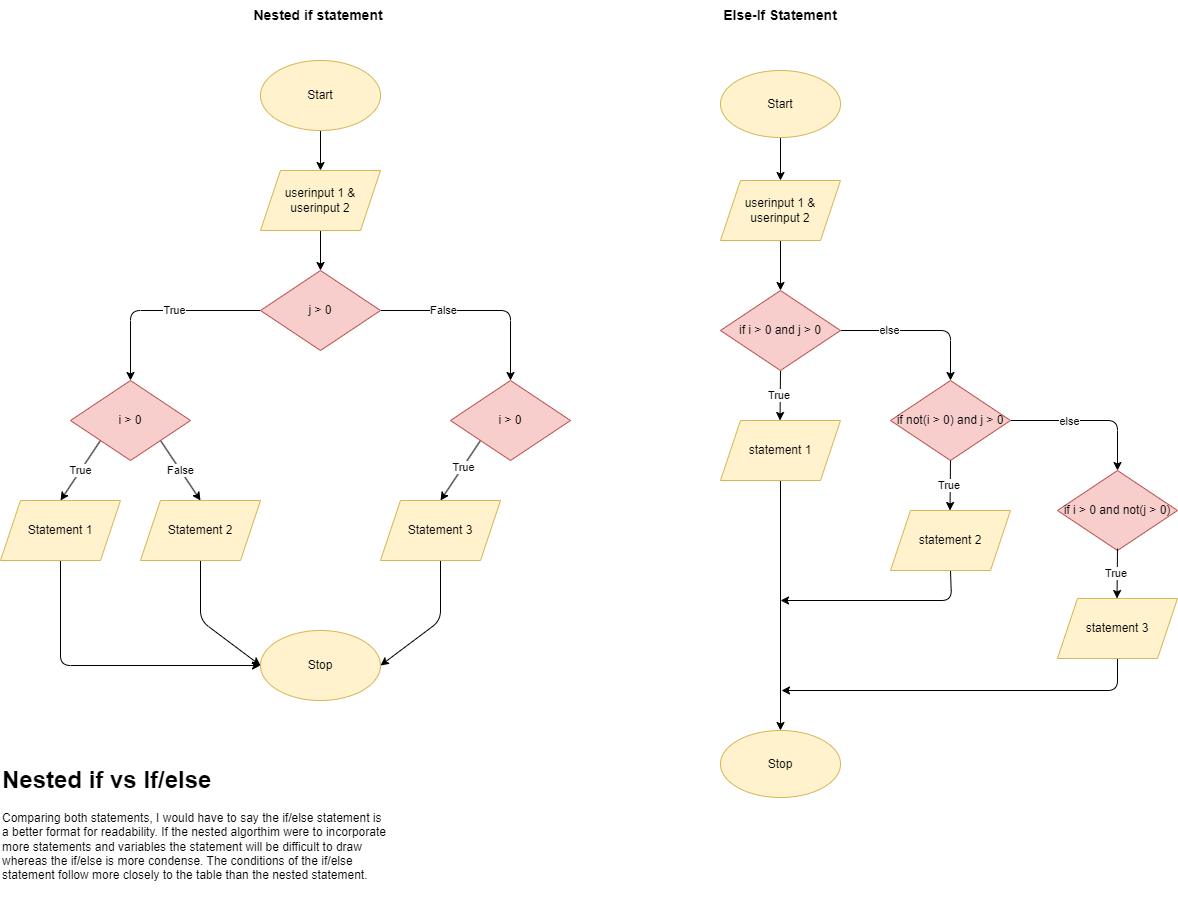 Nested if statement
Start
userinput 1 &
userinput 2
j > 0
True
False
i > 0
i > 0
True
False
True
Statement 1
Statement 2
Statement 3
Stop
Else-If Statement
Start
userinput 1 &
userinput 2
if i > 0 and j > 0
else
True
statement 1
if not(i > 0) and j > 0
else
True
statement 2
if i > 0 and not(j > 0)
True
statement 3
Stop
Nested if vs If/else
Comparing both statements, I would have to say the if/else statement is
a better format for readability. If the nested algorthim were to incorporate
more statements and variables the statement will be difficult to draw
whereas the if/else is more condense. The conditions of the if/else
statement follow more closely to the table than the nested statement.